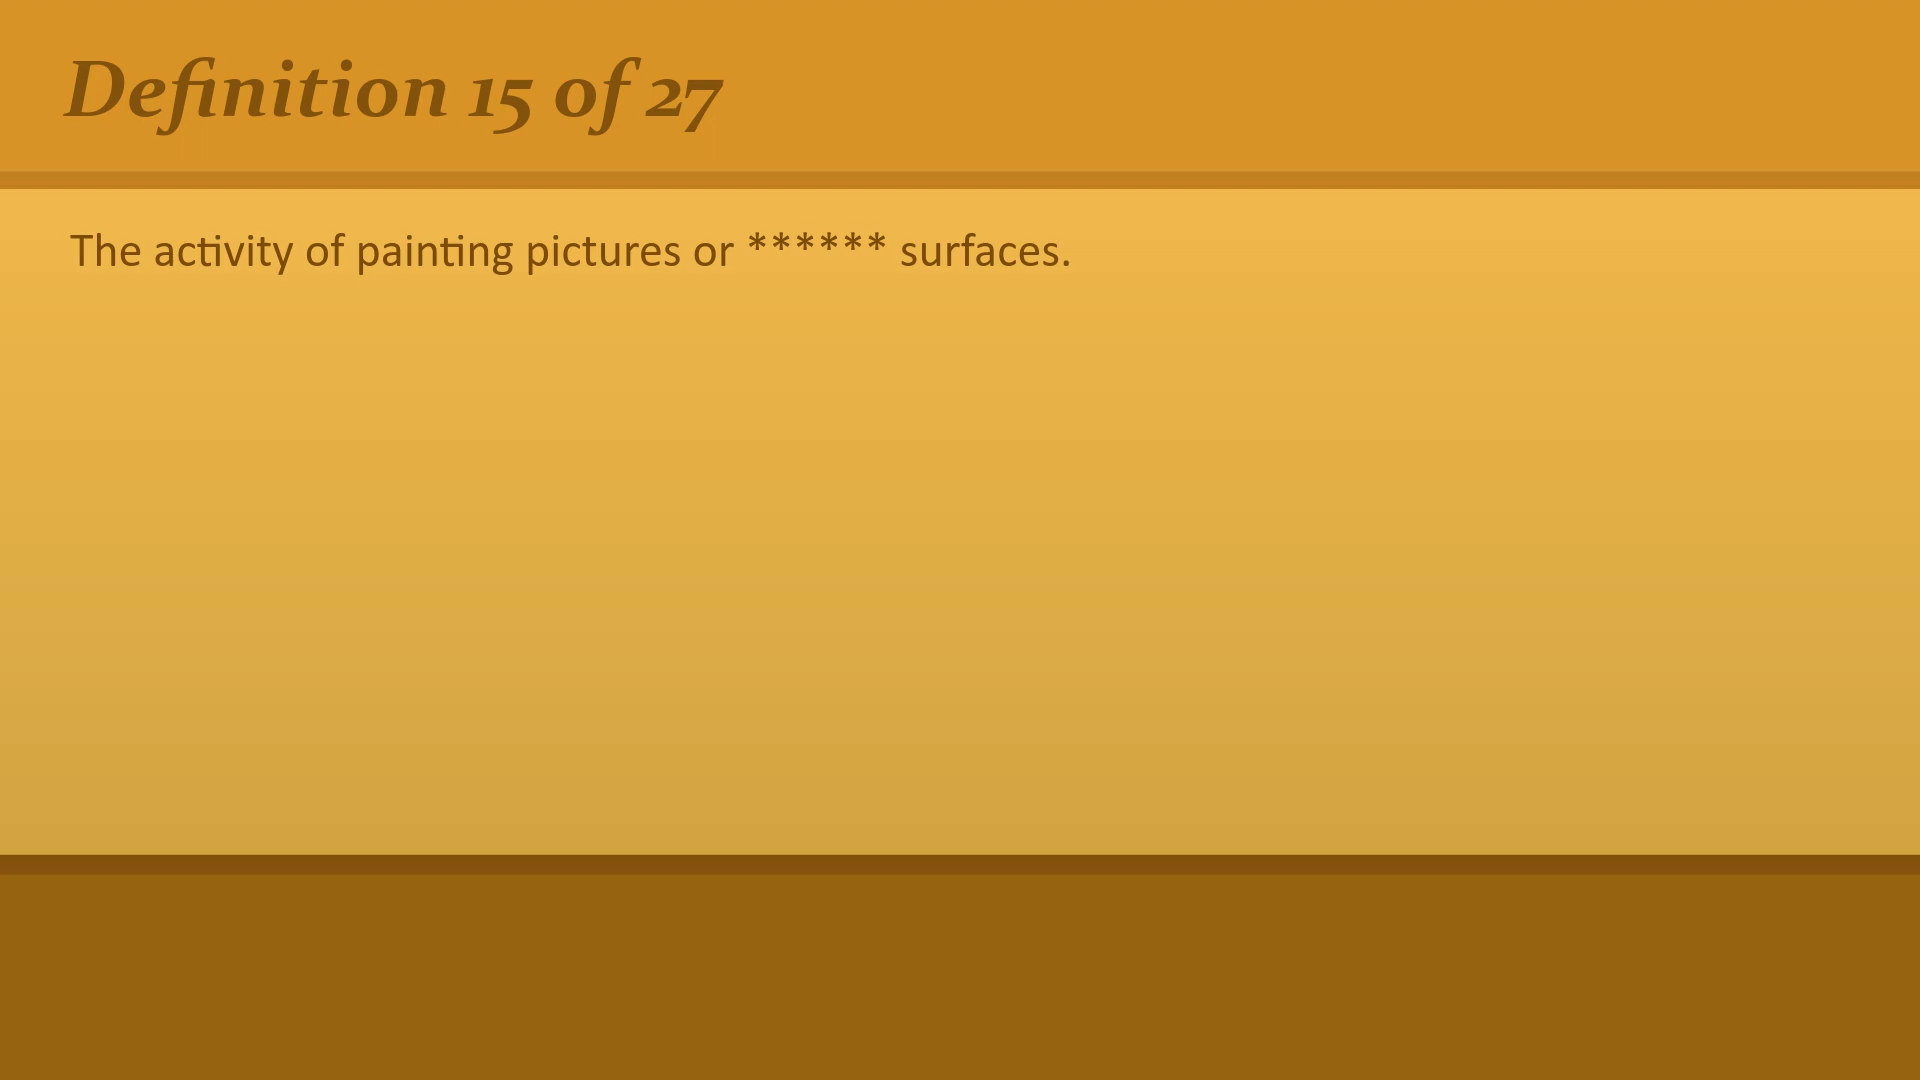 Definition 15 of 27
The activity of painting pictures or ****** surfaces.